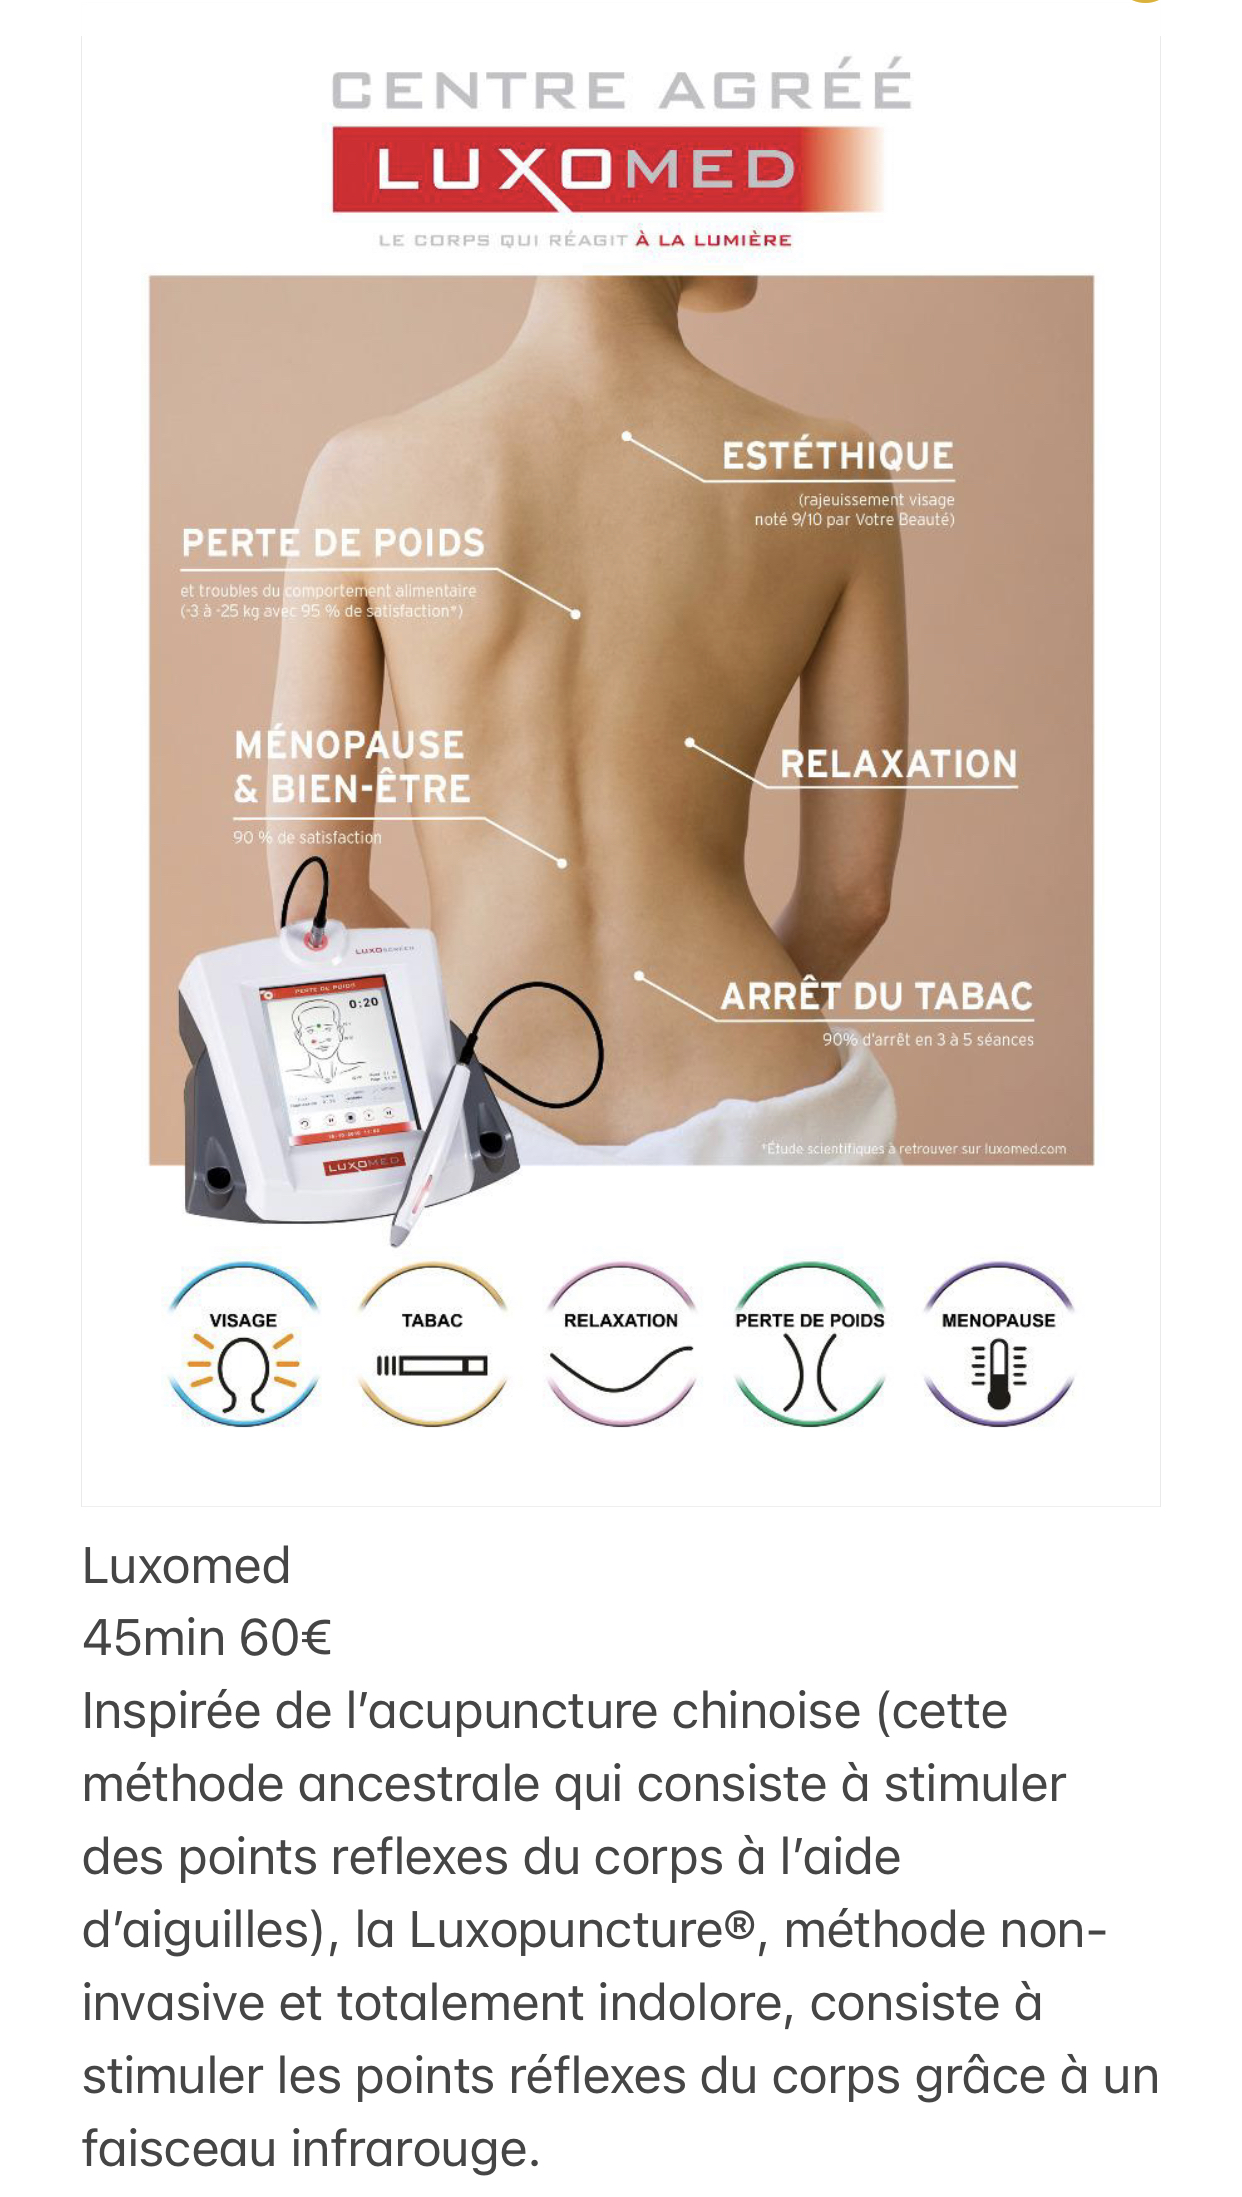 CENTRE AGRÉÉ
LUXOMED
LE CORPS QUI RÉAGIT À LA LUMIÈRE
ESTÉTHIQUE
(rajeuissement visage
noté 9/10 par Votre Beauté)
PERTE DE POIDS
et troubles du comportement alimentaire
(-3 à -25 kg avec 95 % de satisfaction*)
MÉNOPAUSE
& BIEN-ÊTRE
90 % de satisfaction
RELAXATION
ARRÊT DU TABAC
90% d'arrêt en 3 à 5 séances
*Étude scientifiques à retrouver sur luxomed.com
PERTE DE POIDS
0:20
LUXOMED
VISAGE
TABAC
RELAXATION
PERTE DE POIDS
MENOPAUSE
Luxomed
45min 60€
Inspirée de l’acupuncture chinoise (cette
méthode ancestrale qui consiste à stimuler
des points reflexes du corps à l’aide
d’aiguilles), la Luxopuncture®, méthode non-
invasive et totalement indolore, consiste à
stimuler les points réflexes du corps grâce à un
faisceau infrarouge.